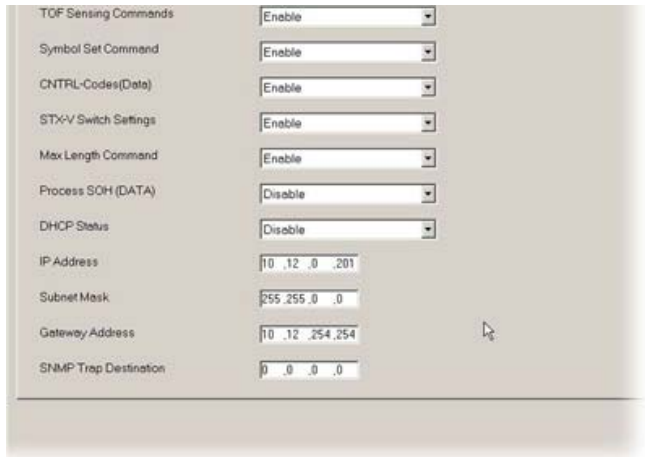 TOF Sensing Commands Enable
Symbol Set Command Enable
CNTRL-Codes(Data) Enable
STX-V Switch Settings Enable
Max Length Command Enable
Process SOH (DATA) Disable
DHCP Status Disable
IP Address 10 .12 .0 .201
Subnet Mask 255 .255 .0 .0
Gateway Address 10 .12 .254 .254
SNMP Trap Destination 0 .0 .0 .0